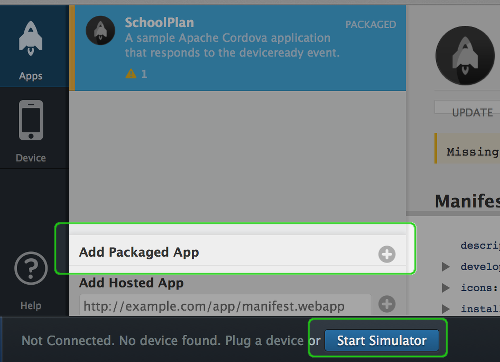 Apps
Device
Help
SchoolPlan
PACKAGED
A sample Apache Cordova application
that responds to the deviceready event.
1
Add Packaged App
Add Hosted App
http://example.com/app/manifest.webapp
UPDATE
Missing
Manifes
descrip
develop
icons:
instal
Not Connected. No device found. Plug a device or
Start Simulator